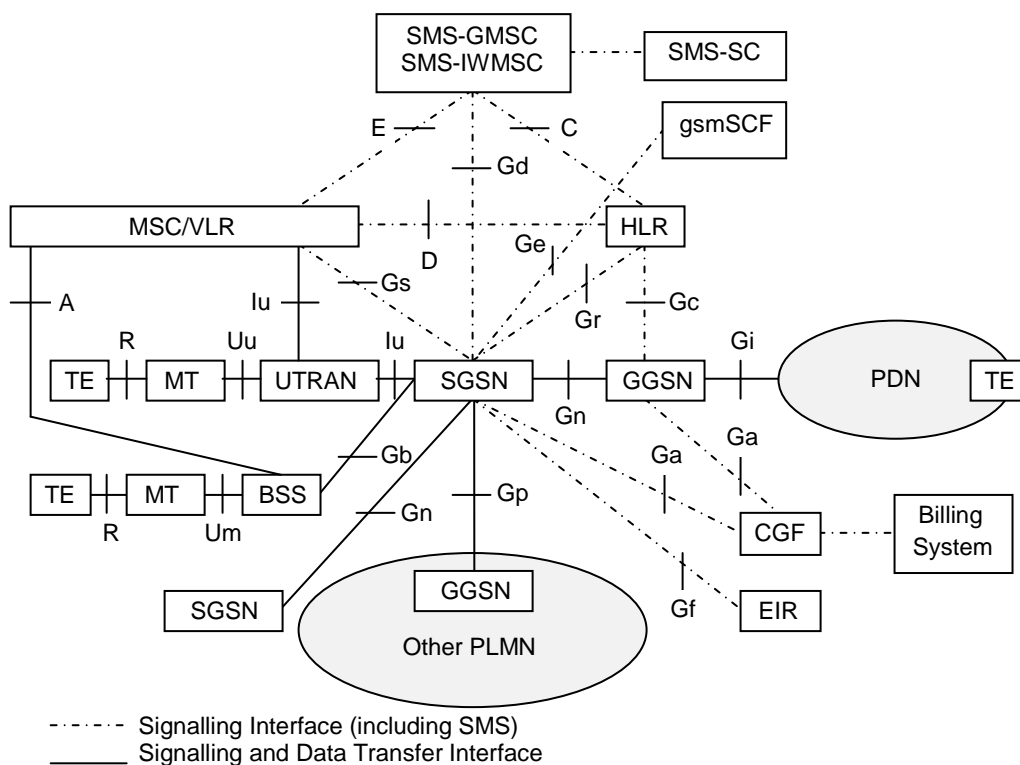 SMS-GMSC
SMS-IWMSC
SMS-SC
gsmSCF
E
C
Gd
MSC/VLR
HLR
D
Ge
Gs
A
Iu
Gr
Gc
R
Uu
Iu
Gi
TE
MT
UTRAN
SGSN
GGSN
PDN
TE
Gn
Ga
Gb
Ga
TE
MT
BSS
Gp
R
Um
Gn
CGF
Billing
System
GGSN
Gf
SGSN
EIR
Other PLMN
Signalling Interface (including SMS)
Signalling and Data Transfer Interface